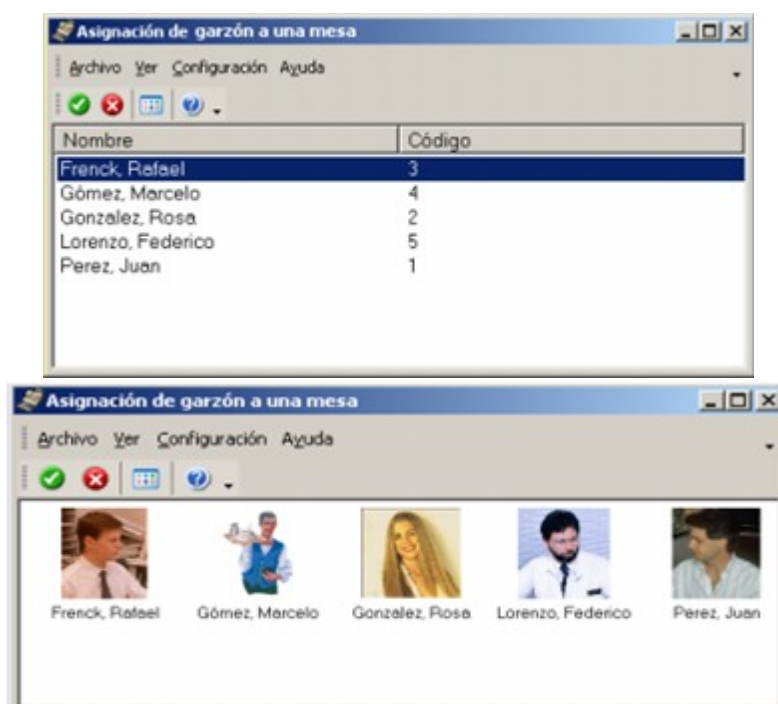 Asignación de garzón a una mesa
Archivo Ver Configuración Ayuda
Nombre Código
Frenck, Rafael 3
Gómez, Marcelo 4
Gonzalez, Rosa 2
Lorenzo, Federico 5
Perez, Juan 1
Asignación de garzón a una mesa
Archivo Ver Configuración Ayuda
Frenck, Rafael Gómez, Marcelo Gonzalez, Rosa Lorenzo, Federico Perez, Juan